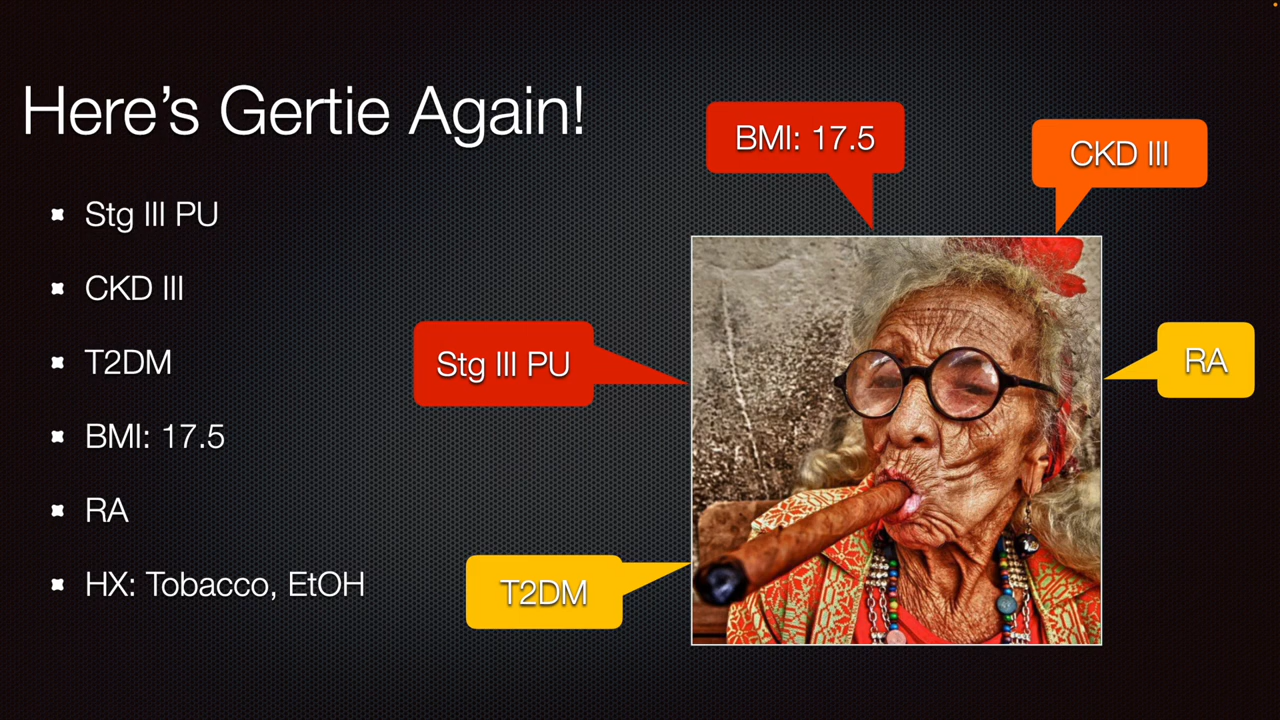 Here’s Gertie Again!
Stg III PU
CKD III
T2DM
BMI: 17.5
RA
HX: Tobacco, EtOH
BMI: 17.5
CKD III
Stg III PU
RA
T2DM